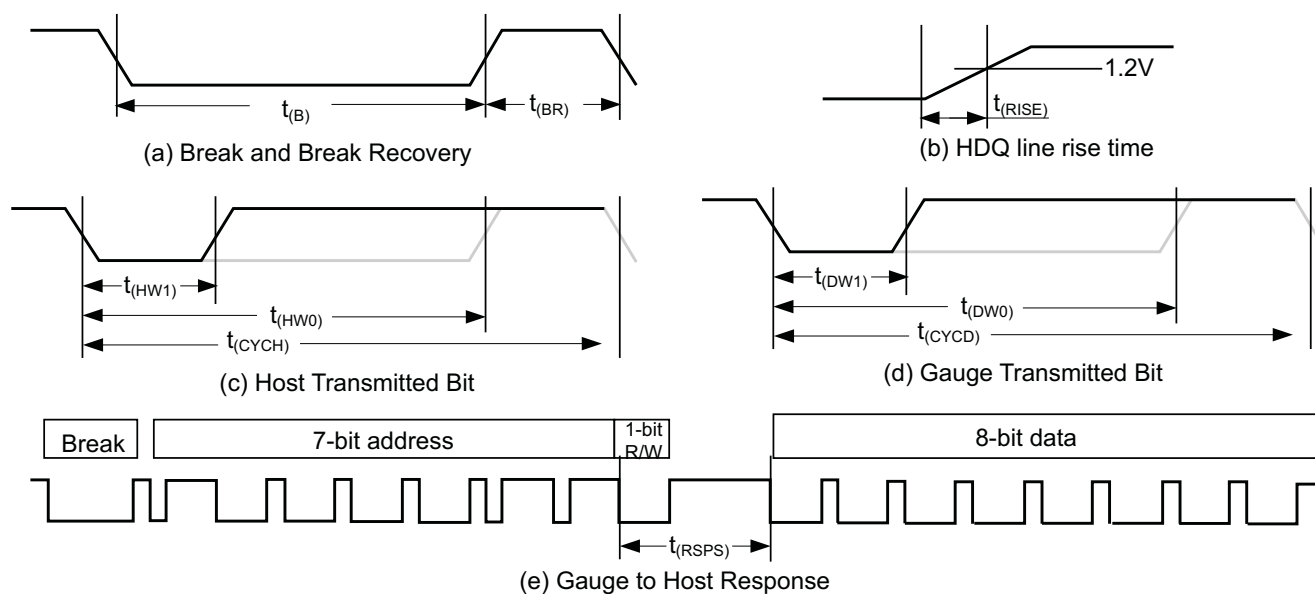 t(B)
t(BR)
(a) Break and Break Recovery
1.2V
t(RISE)
(b) HDQ line rise time
t(HW1)
t(HW0)
t(CYCH)
(c) Host Transmitted Bit
t(DW1)
t(DW0)
t(CYCD)
(d) Gauge Transmitted Bit
Break
7-bit address
1-bit
R/W
8-bit data
t(RSPS)
(e) Gauge to Host Response